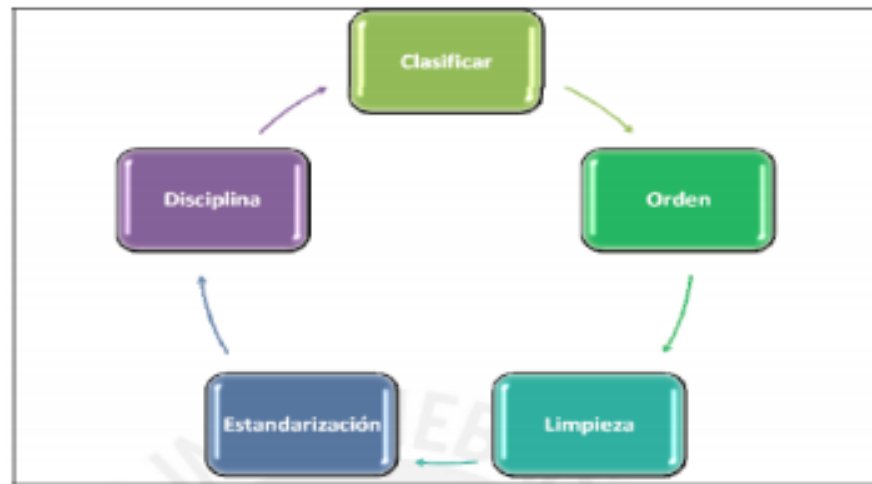 Clasificar
Orden
Limpieza
Estandarización
Disciplina